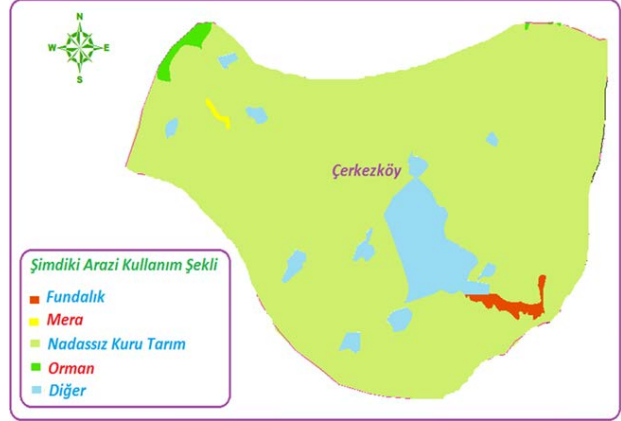 N
W E
S
Çerkezköy
Şimdiki Arazi Kullanım Şekli
Fundalık
Mera
Nadassız Kuru Tarım
Orman
Diğer